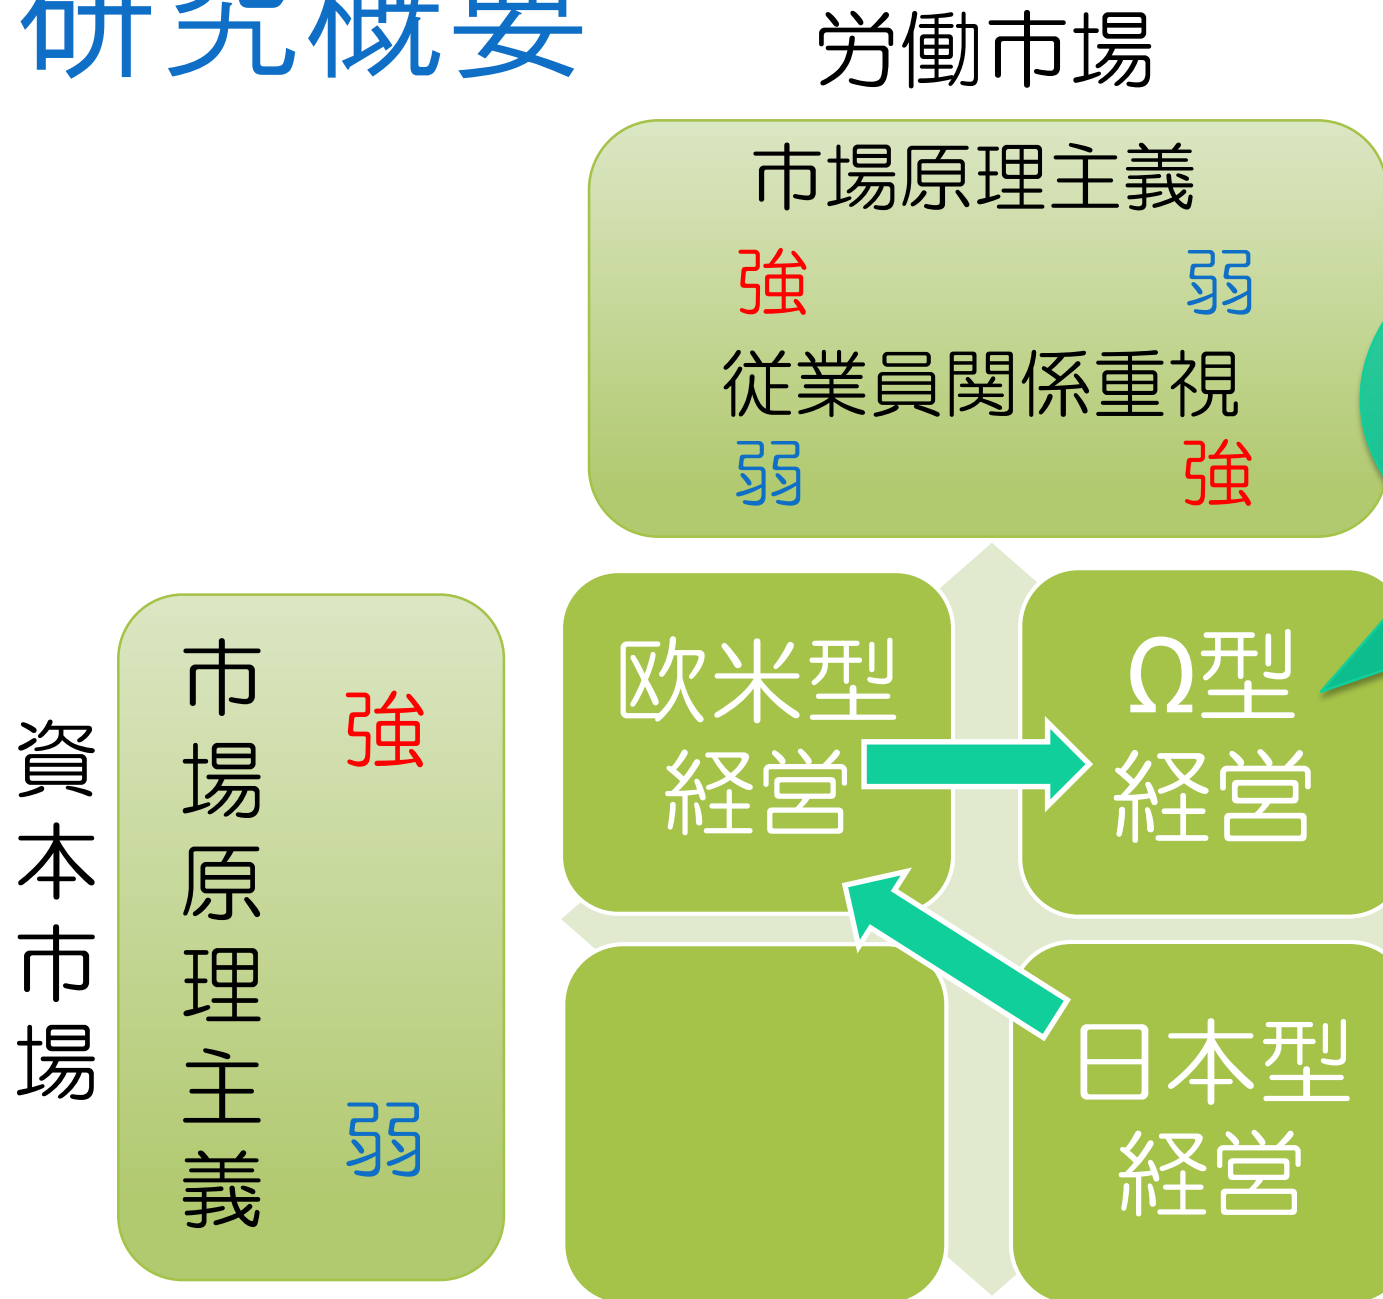 研究概要
労働市場
市場原理主義
強 弱
従業員関係重視
弱 強
資本市場
市場原理主義
強
弱
欧米型
経営
Ω型
経営
日本型
経営